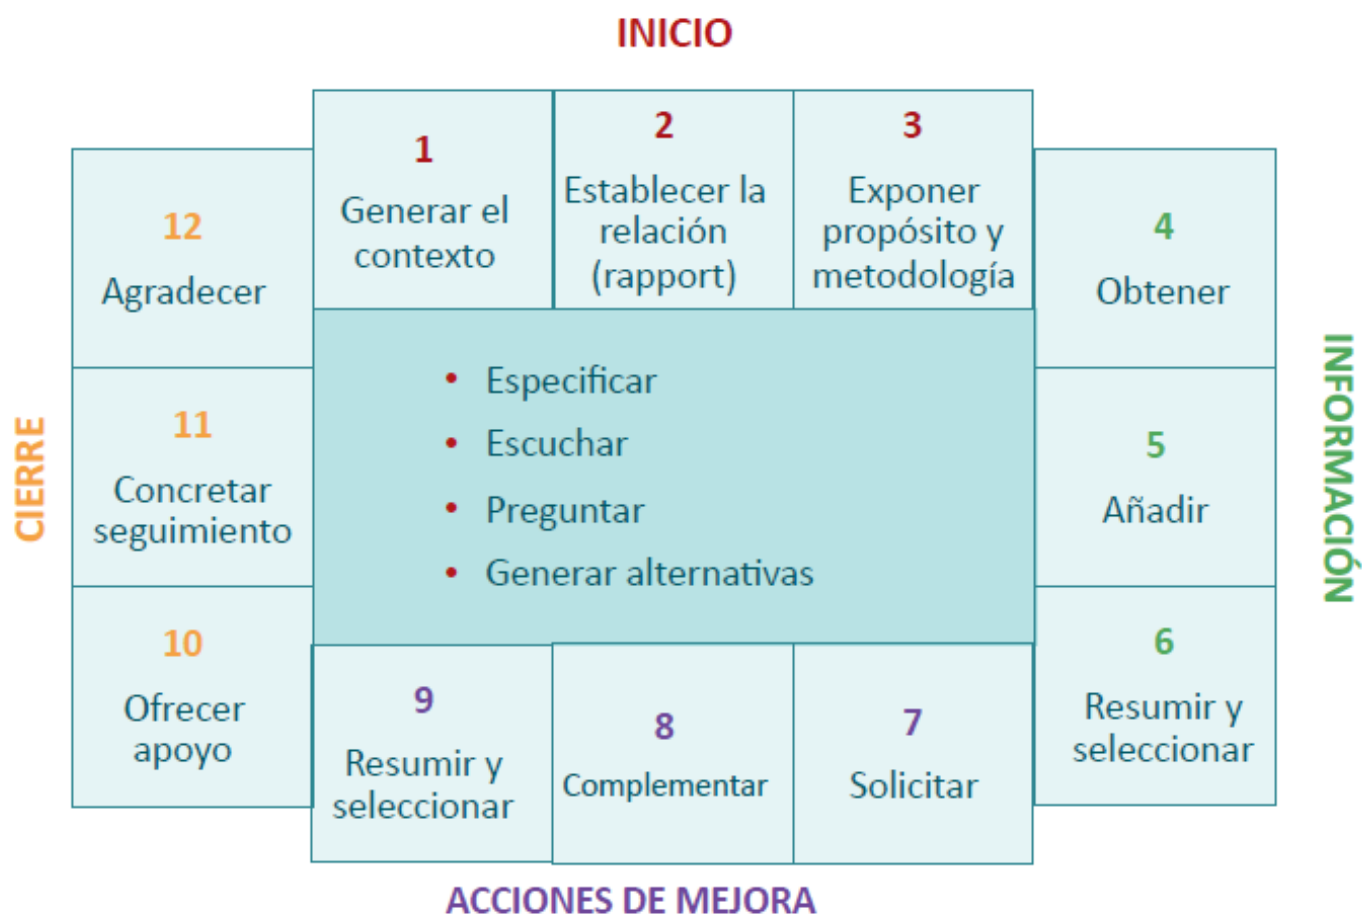 INICIO
1
Generar el
contexto
2
Establecer la
relación
(rapport)
3
Exponer
propósito y
metodología
4
Obtener
5
Añadir
6
Resumir y
seleccionar
INFORMACIÓN
7
Solicitar
8
Complementar
9
Resumir y
seleccionar
ACCIONES DE MEJORA
10
Ofrecer
apoyo
11
Concretar
seguimiento
12
Agradecer
CIERRE
• Especificar
• Escuchar
• Preguntar
• Generar alternativas